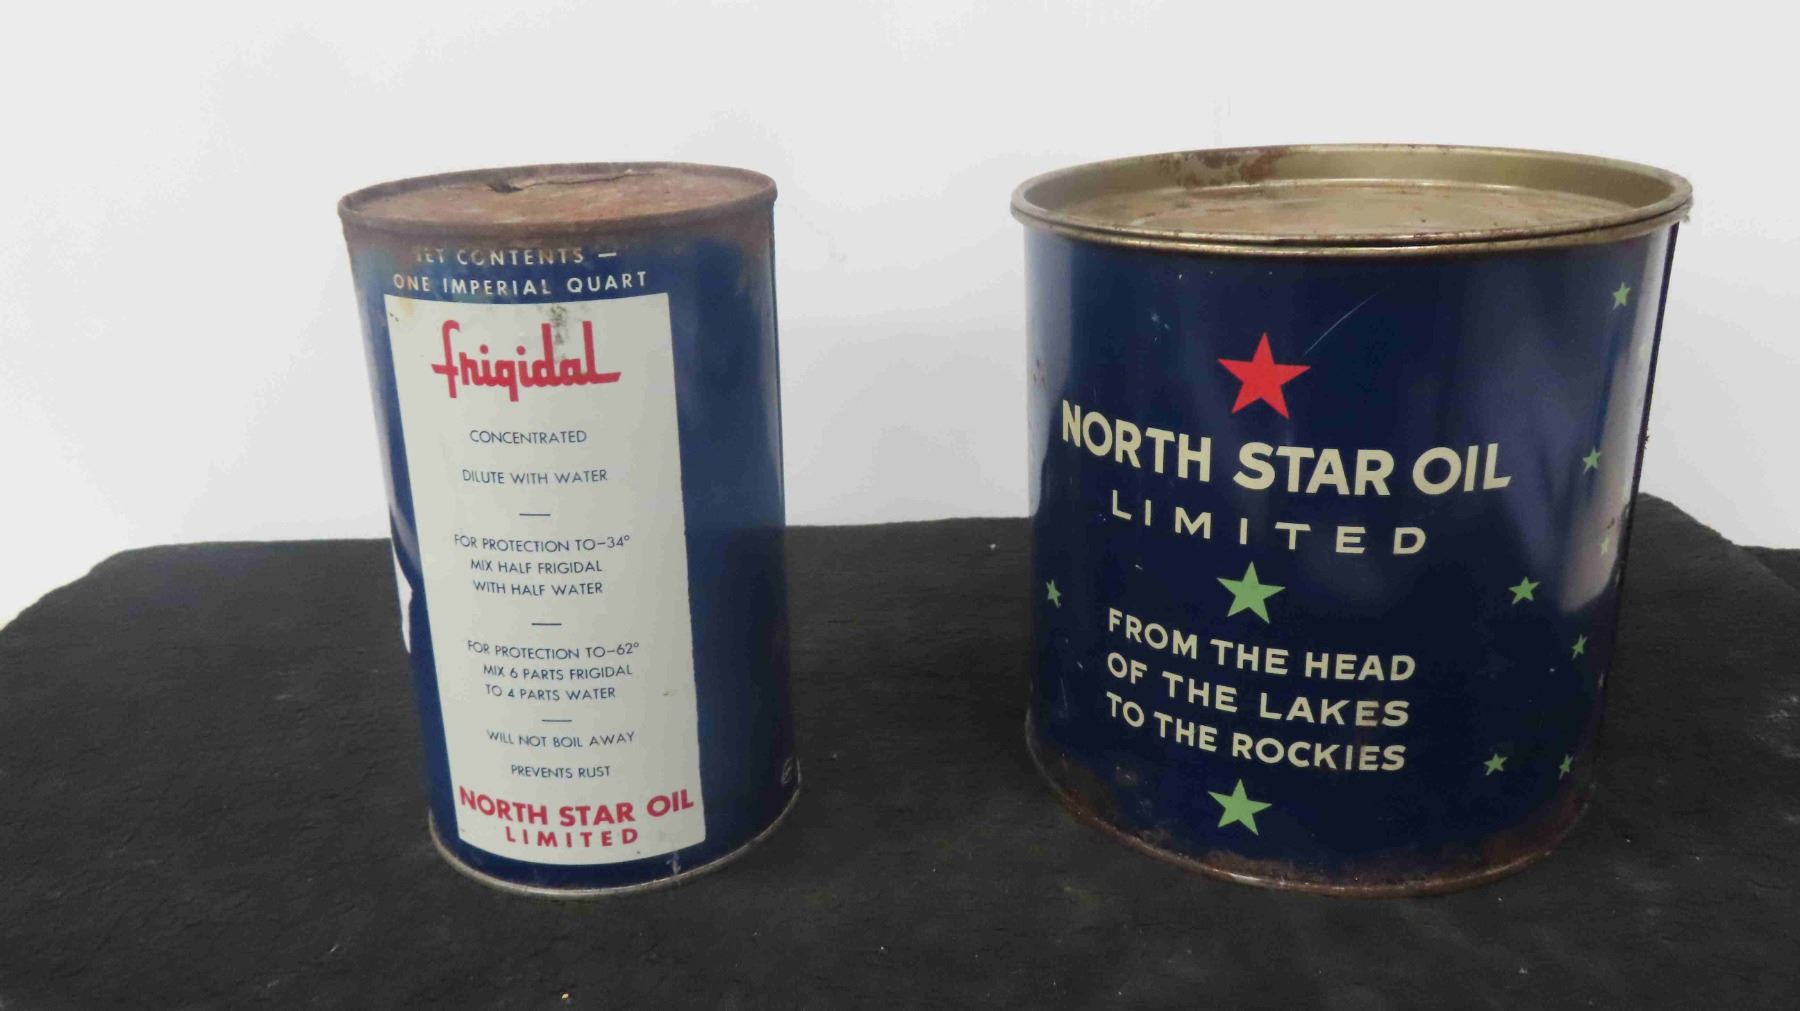 NET CONTENTS —
ONE IMPERIAL QUART
frigidal
CONCENTRATED
DILUTE WITH WATER
FOR PROTECTION TO-34°
MIX HALF FRIGIDAL
WITH HALF WATER
FOR PROTECTION TO-62°
MIX 6 PARTS FRIGIDAL
TO 4 PARTS WATER
WILL NOT BOIL AWAY
PREVENTS RUST
NORTH STAR OIL
LIMITED
NORTH STAR OIL
LIMITED
FROM THE HEAD
OF THE LAKES
TO THE ROCKIES